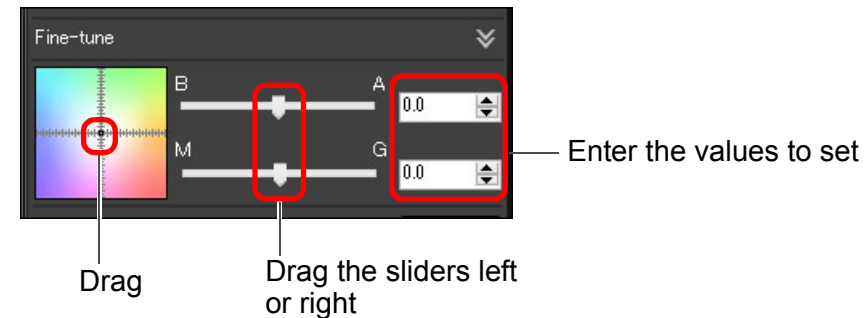 Fine-tune
B A
0.0
M G
0.0
Enter the values to set
Drag
Drag the sliders left
or right